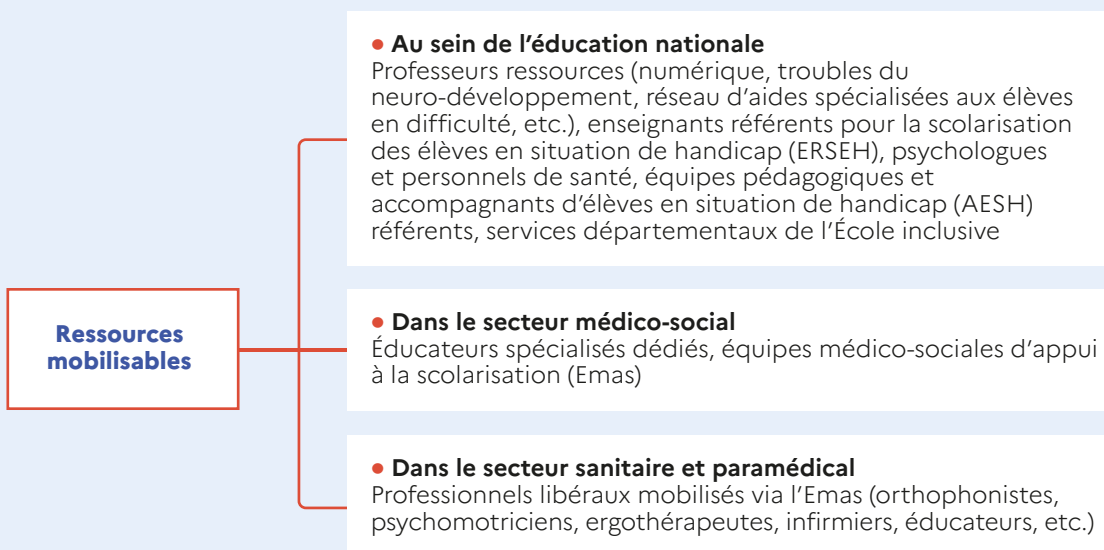 ● Au sein de l’éducation nationale
Professeurs ressources (numérique, troubles du
neuro-développement, réseau d’aides spécialisées aux élèves
en difficulté, etc.), enseignants référents pour la scolarisation
des élèves en situation de handicap (ERSEH), psychologues
et personnels de santé, équipes pédagogiques et
accompagnants d’élèves en situation de handicap (AESH)
référents, services départementaux de l’École inclusive
Ressources
mobilisables
● Dans le secteur médico-social
Éducateurs spécialisés dédiés, équipes médico-sociales d’appui
à la scolarisation (Emas)
● Dans le secteur sanitaire et paramédical
Professionnels libéraux mobilisés via l’Emas (orthophonistes,
psychomotriciens, ergothérapeutes, infirmiers, éducateurs, etc.)